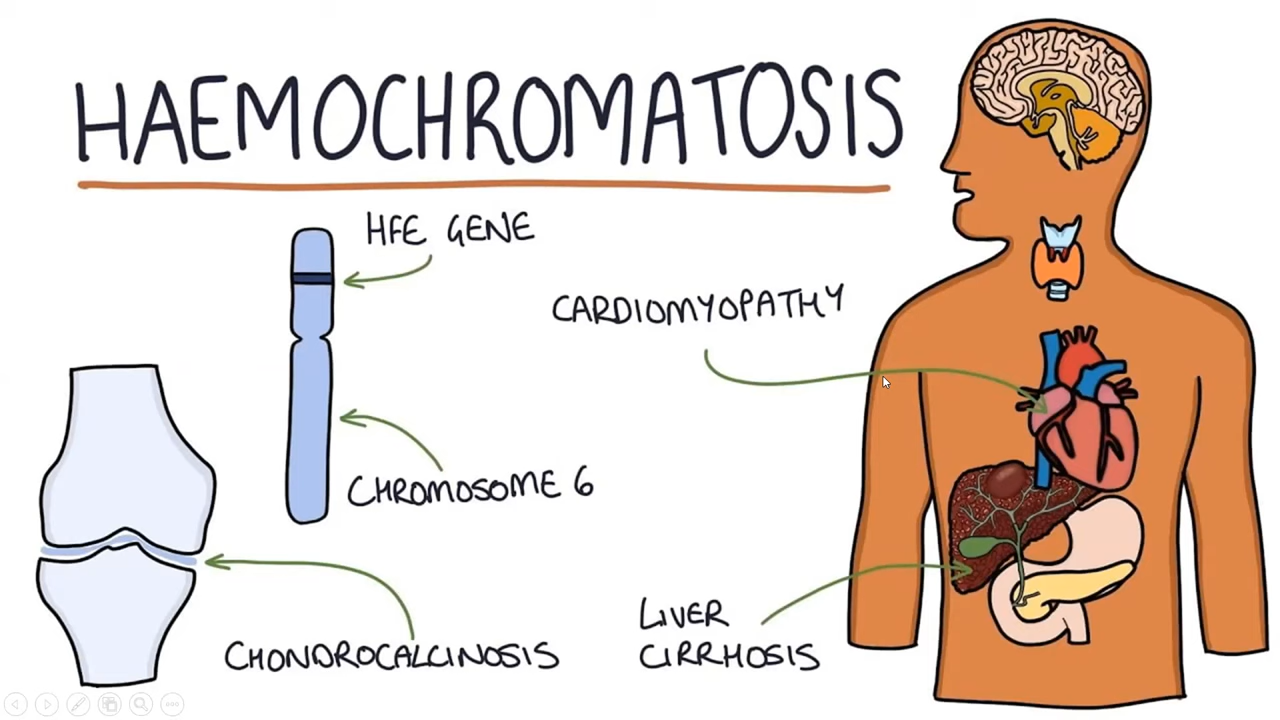 HAEMOCHROMATOSIS
HFE GENE
CARDIOMYOPATHY
CHROMOSOME 6
LIVER
CIRRHOSIS
CHONDROCALCINOSIS